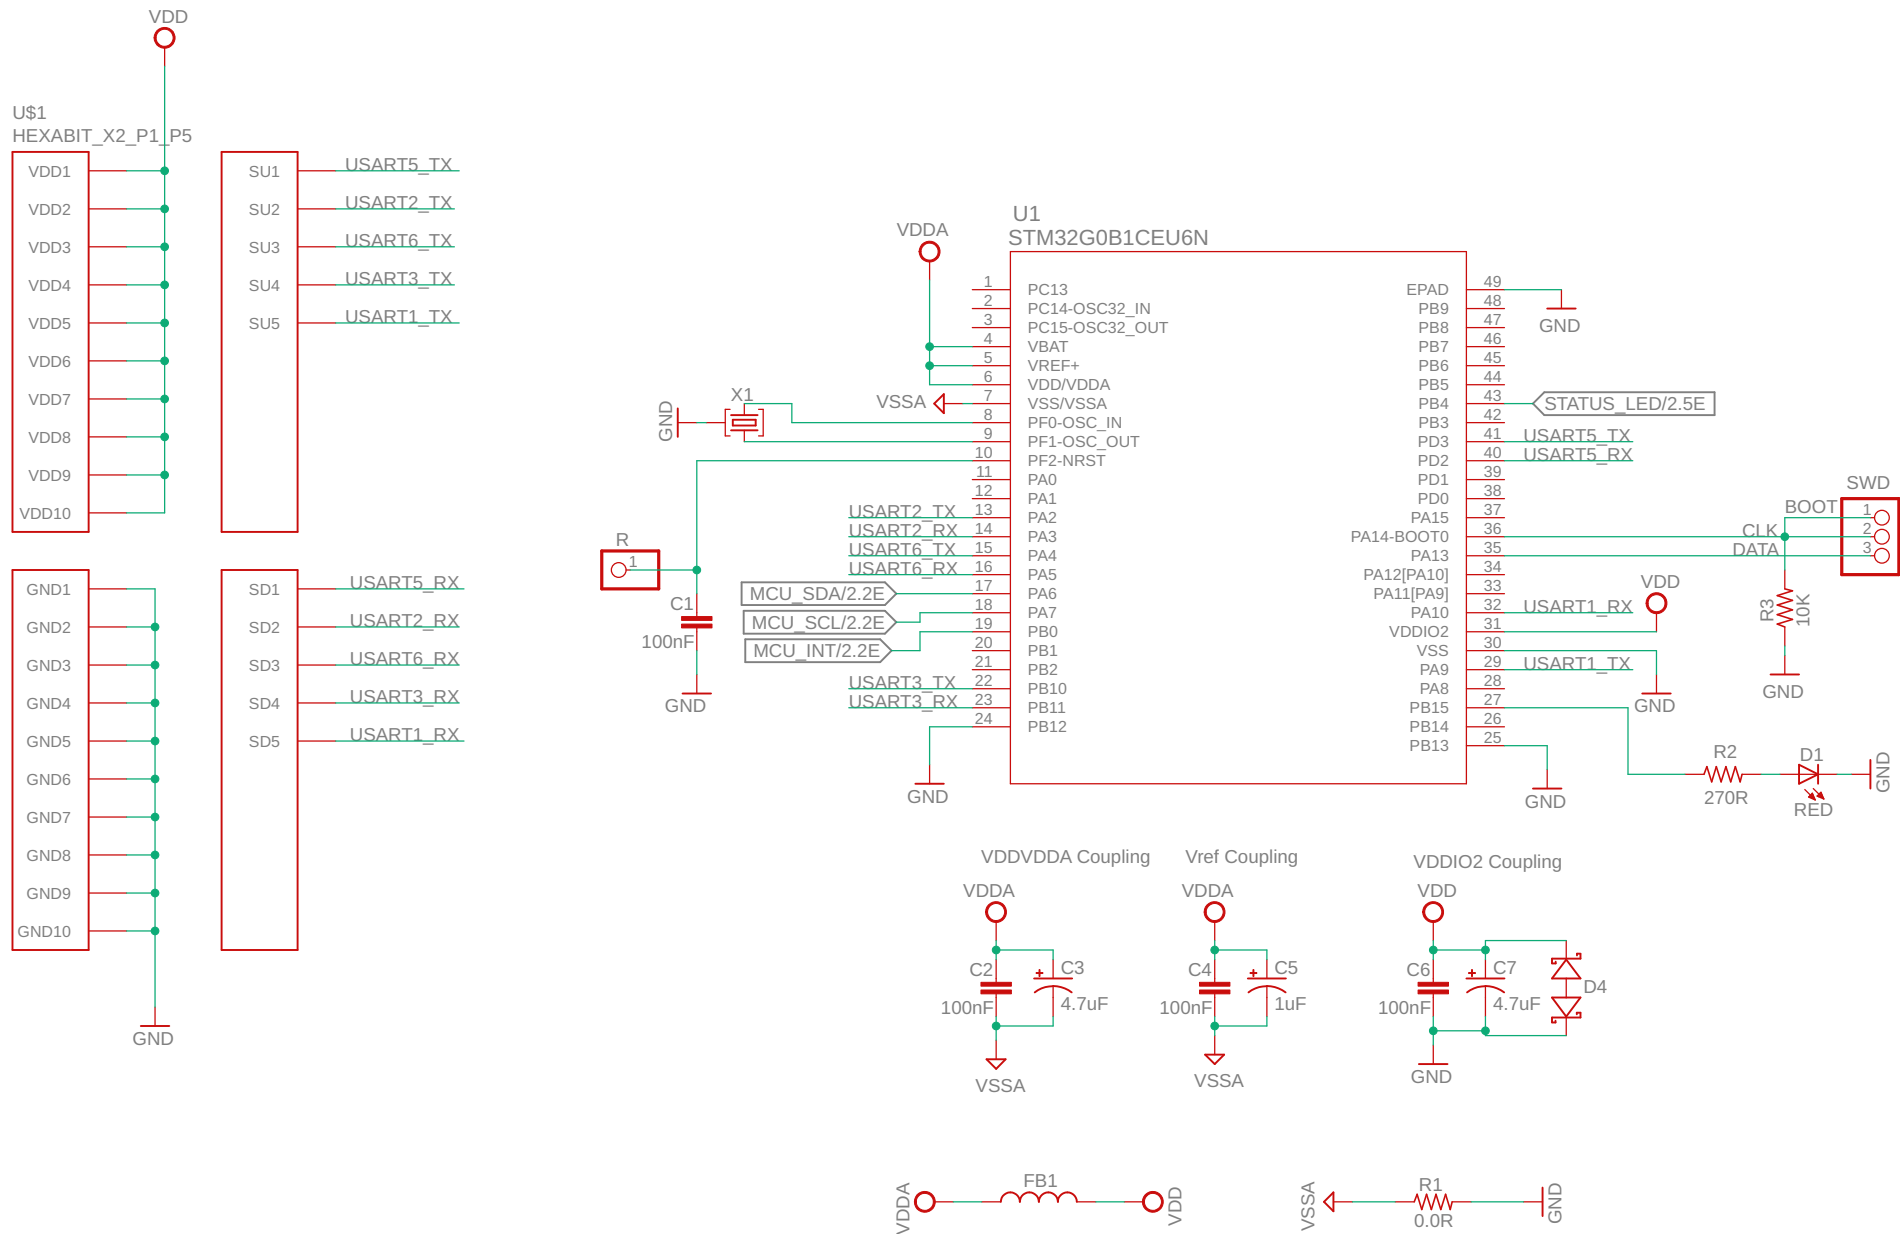 VDD
U$1
HEXABIT_X2_P1_P5
VDD1
VDD2
VDD3
VDD4
VDD5
VDD6
VDD7
VDD8
VDD9
VDD10
SU1 USART5_TX
SU2 USART2_TX
SU3 USART6_TX
SU4 USART3_TX
SU5 USART1_TX
GND1
GND2
GND3
GND4
GND5
GND6
GND7
GND8
GND9
GND10
GND
SD1 USART5_RX
SD2 USART2_RX
SD3 USART6_RX
SD4 USART3_RX
SD5 USART1_RX
U1
STM32G0B1CEU6N
VDDA
1 PC13
2 PC14-OSC32_IN
3 PC15-OSC32_OUT
4 VBAT
5 VREF+
6 VDD/VDDA
VSSA 7 VSS/VSSA
8 PF0-OSC_IN
9 PF1-OSC_OUT
10 PF2-NRST
11 PA0
12 PA1
USART2_TX 13 PA2
USART2_RX 14 PA3
USART6_TX 15 PA4
USART6_RX 16 PA5
MCU_SDA/2.2E 17 PA6
MCU_SCL/2.2E 18 PA7
MCU_INT/2.2E 19 PB0
20 PB1
21 PB2
USART3_TX 22 PB10
USART3_RX 23 PB11
24 PB12
GND
X1
GND
R
1
C1
100nF
GND
EPAD 49
GND
PB9 48
PB8 47
PB7 46
PB6 45
PB5 44
PB4 43 STATUS_LED/2.5E
PB3 42
PD3 41 USART5_TX
PD2 40 USART5_RX
PD1 39
PD0 38
PA15 37
PA14-BOOT0 36
PA13 35
PA12[PA10] 34
PA11[PA9] 33
PA10 32 USART1_RX
VDDIO2 31
VSS 30
PA9 29 USART1_TX
PA8 28
PB15 27
PB14 26
PB13 25
GND
VDD
GND
SWD
BOOT 1
CLK 2
DATA 3
R3
10K
GND
R2
270R
D1
RED
GND
VDDVDDA Coupling
VDDA
C2
100nF
C3
4.7uF
VSSA
Vref Coupling
VDDA
C4
100nF
C5
1uF
VSSA
VDDIO2 Coupling
VDD
C6
100nF
C7
4.7uF
D4
GND
VDDA
FB1
VDD
VSSA
R1
0.0R
GND